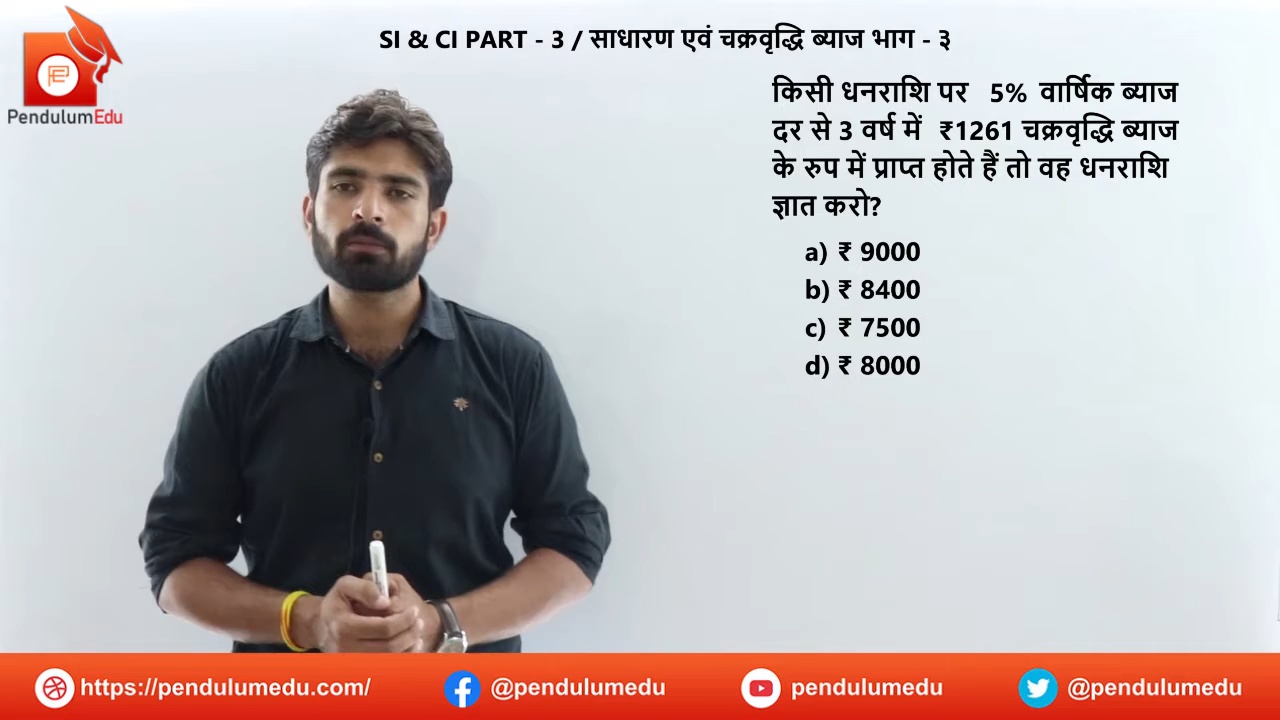 SI & CI PART - 3 / साधारण एवं चक्रवृद्धि ब्याज भाग - ३
PendulumEdu
किसी धनराशि पर 5% वार्षिक ब्याज
दर से 3 वर्ष में ₹1261 चक्रवृद्धि ब्याज
के रुप में प्राप्त होते हैं तो वह धनराशि
ज्ञात करो?
a) ₹ 9000
b) ₹ 8400
c) ₹ 7500
d) ₹ 8000
https://pendulumedu.com/ @pendulumedu pendulumedu @pendulumedu